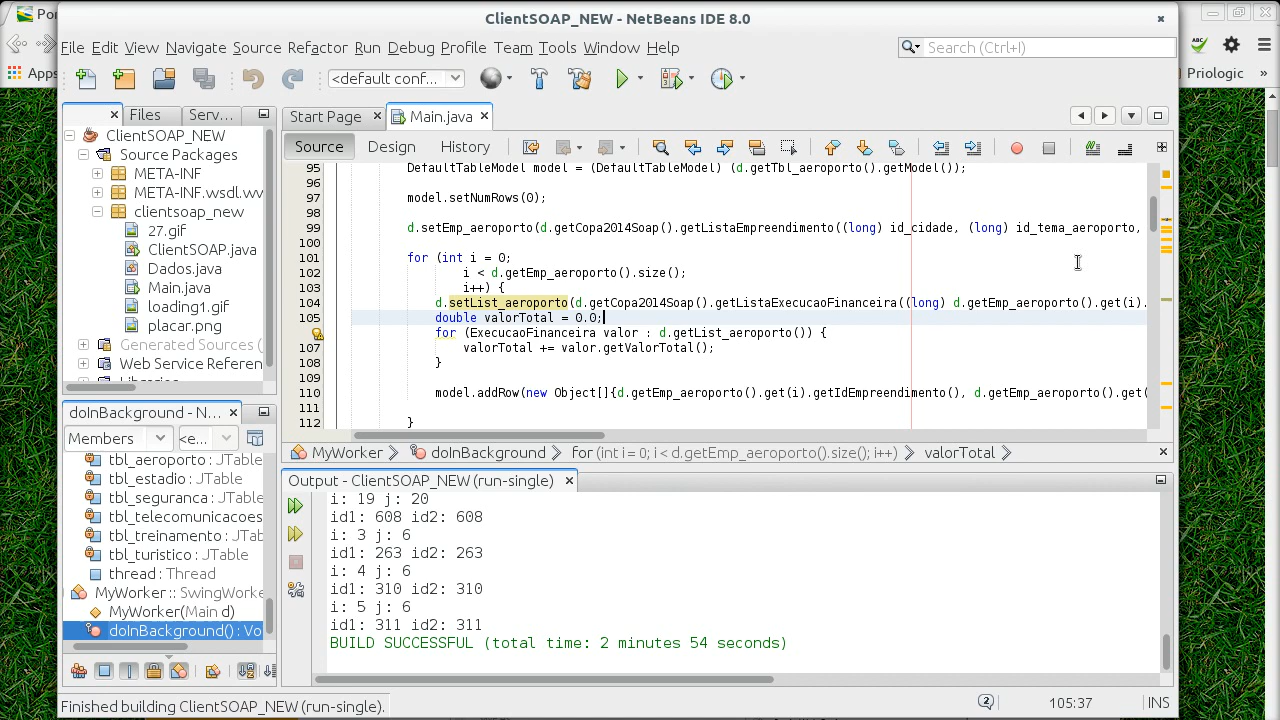 ClientSOAP_NEW - NetBeans IDE 8.0
Por
Apps
Priologic
»
ABC
File Edit View Navigate Source Refactor Run Debug Profile Team Tools Window Help
Search (Ctrl+I)
<default conf...
Files
Serv...
Start Page
Main.java
Source
Design
History
ClientSOAP_NEW
Source Packages
META-INF
META-INF.wsdl.wv
clientsoap_new
27.gif
ClientSOAP.java
Dados.java
Main.java
loading1.gif
placar.png
Generated Sources (
Web Service Referen
Libraries
95 DefaultTableModel model = (DefaultTableModel) (d.getTbl_aeroporto().getModel());
96
97 model.setNumRows(0);
98
99 d.setEmp_aeroporto(d.getCopa2014Soap().getListaEmpreendimento((long) id_cidade, (long) id_tema_aeroporto,
100
101 for (int i = 0;
102 i < d.getEmp_aeroporto().size();
103 i++) {
104 d.setList_aeroporto(d.getCopa2014Soap().getListaExecucaoFinanceira((long) d.getEmp_aeroporto().get(i).
105 double valorTotal = 0.0;
for (ExecucaoFinanceira valor : d.getList_aeroporto()) {
107 valorTotal += valor.getValorTotal();
108 }
109
110 model.addRow(new Object[]{d.getEmp_aeroporto().get(i).getIdEmpreendimento(), d.getEmp_aeroporto().get(
111
112 }
MyWorker
doInBackground
for (int i = 0; i < d.getEmp_aeroporto().size(); i++)
valorTotal
doInBackground - N...
Members
<e...
tbl_aeroporto : JTable
tbl_estadio : JTable
tbl_seguranca : JTable
tbl_telecomunicacoes
tbl_treinamento : JTa
tbl_turistico : JTable
thread : Thread
MyWorker :: SwingWorke
MyWorker(Main d)
doInBackground() : Vo
Output - ClientSOAP_NEW (run-single)
i: 19 j: 20
id1: 608 id2: 608
i: 3 j: 6
id1: 263 id2: 263
i: 4 j: 6
id1: 310 id2: 310
i: 5 j: 6
id1: 311 id2: 311
BUILD SUCCESSFUL (total time: 2 minutes 54 seconds)
Finished building ClientSOAP_NEW (run-single).
2
105:37
INS